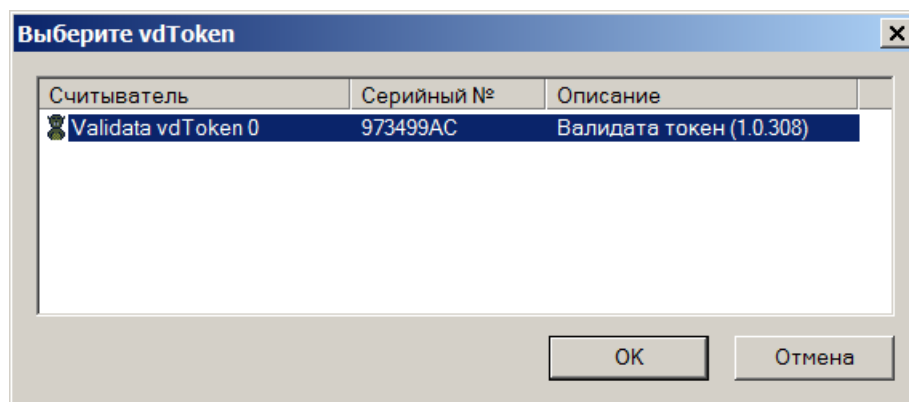 Выберите vdToken
Считыватель Серийный № Описание
Validata vdToken 0 973499AC Валидата токен (1.0.308)
OK Отмена